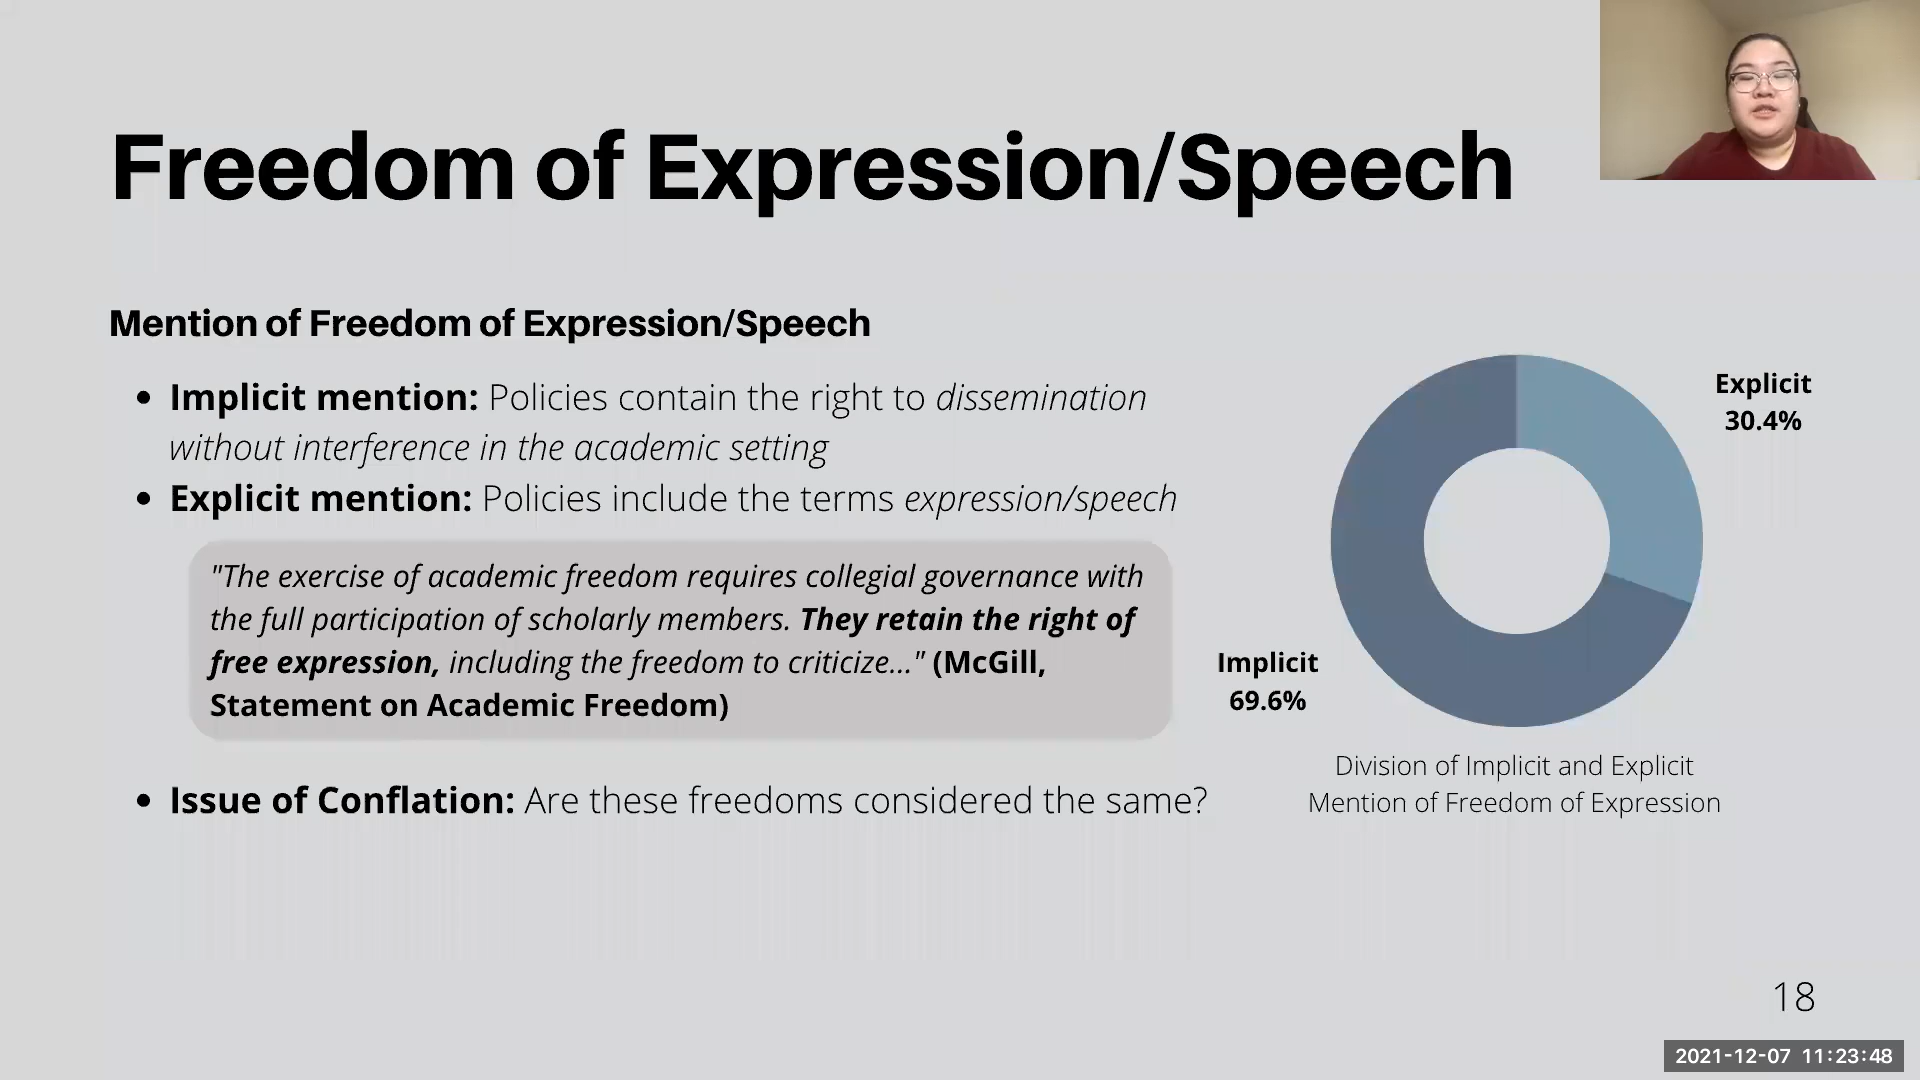 Freedom of Expression/Speech
Mention of Freedom of Expression/Speech
• Implicit mention: Policies contain the right to dissemination
without interference in the academic setting
• Explicit mention: Policies include the terms expression/speech
"The exercise of academic freedom requires collegial governance with
the full participation of scholarly members. They retain the right of
free expression, including the freedom to criticize..." (McGill,
Statement on Academic Freedom)
• Issue of Conflation: Are these freedoms considered the same?
Explicit
30.4%
Implicit
69.6%
Division of Implicit and Explicit
Mention of Freedom of Expression
18
2021-12-07 11:23:48